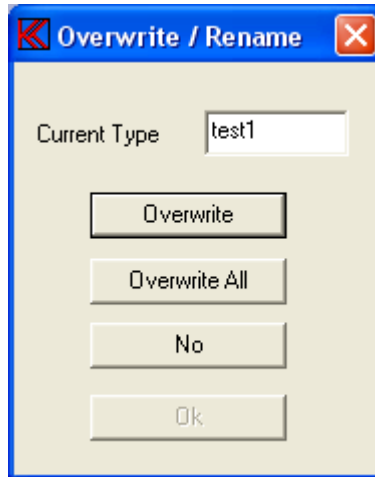 Overwrite / Rename
Current Type test1
Overwrite
Overwrite All
No
Ok